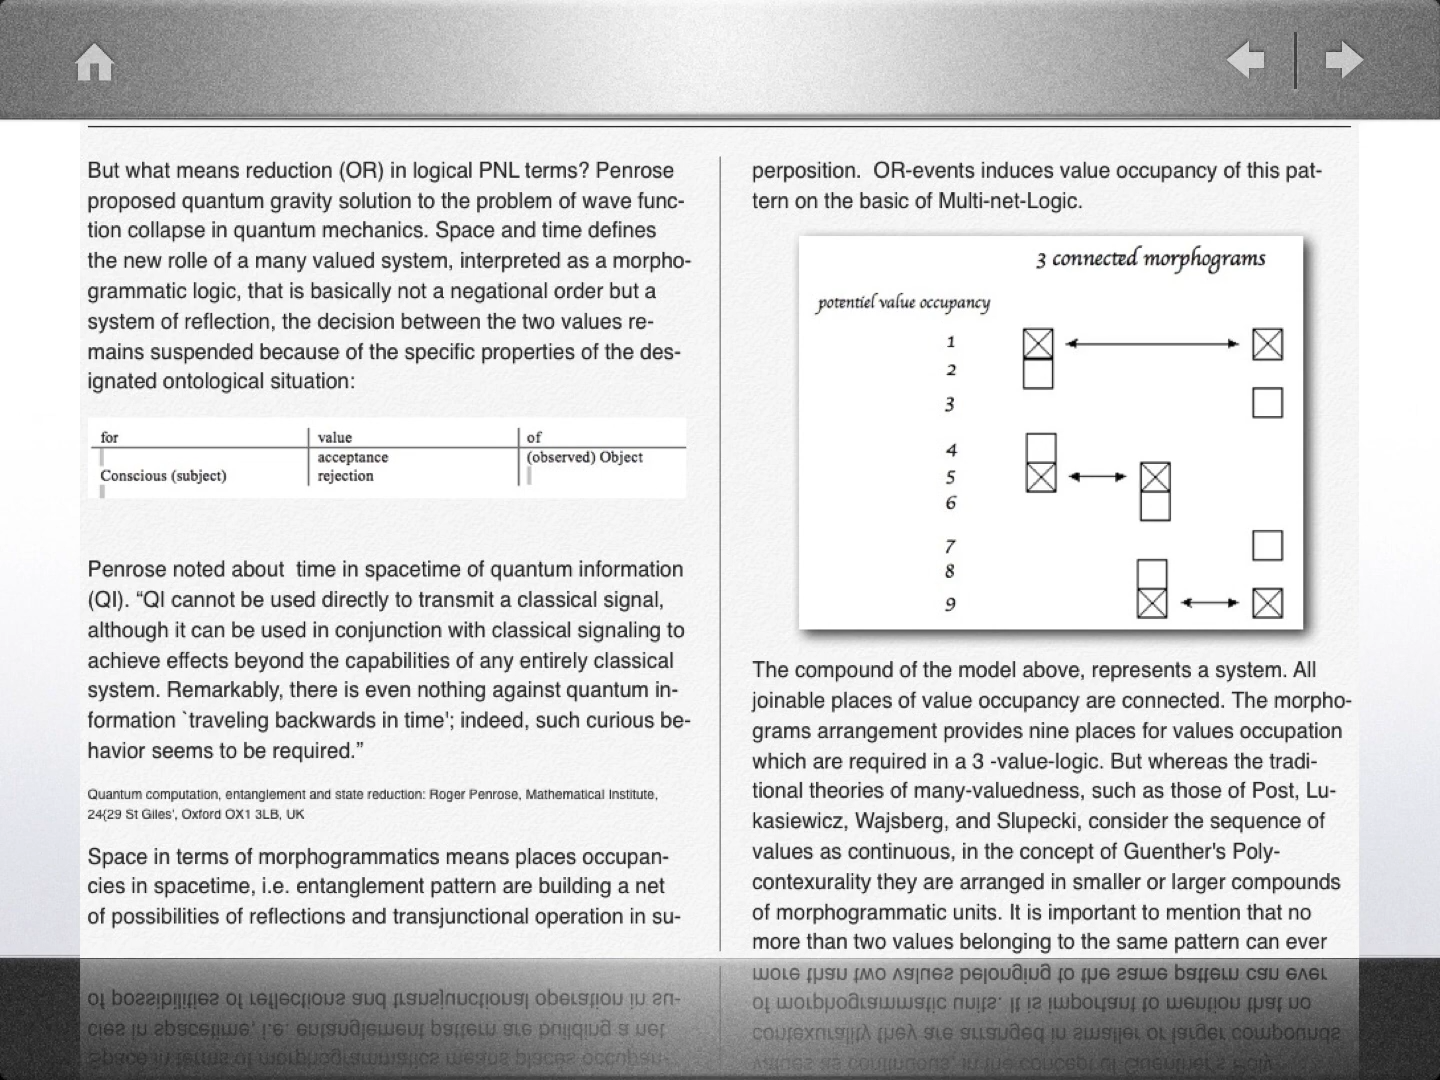 But what means reduction (OR) in logical PNL terms? Penrose
proposed quantum gravity solution to the problem of wave func-
tion collapse in quantum mechanics. Space and time defines
the new rolle of a many valued system, interpreted as a morpho-
grammatic logic, that is basically not a negational order but a
system of reflection, the decision between the two values re-
mains suspended because of the specific properties of the des-
ignated ontological situation:
for value of
acceptance (observed) Object
Conscious (subject) rejection
Penrose noted about  time in spacetime of quantum information
(QI). “QI cannot be used directly to transmit a classical signal,
although it can be used in conjunction with classical signaling to
achieve effects beyond the capabilities of any entirely classical
system. Remarkably, there is even nothing against quantum in-
formation `traveling backwards in time'; indeed, such curious be-
havior seems to be required.”
Quantum computation, entanglement and state reduction: Roger Penrose, Mathematical Institute,
24{29 St Giles', Oxford OX1 3LB, UK
Space in terms of morphogrammatics means places occupan-
cies in spacetime, i.e. entanglement pattern are building a net
of possibilities of reflections and transjunctional operation in su-
perposition.  OR-events induces value occupancy of this pat-
tern on the basic of Multi-net-Logic.
3 connected morphograms
potentiel value occupancy
1
2
3
4
5
6
7
8
9
The compound of the model above, represents a system. All
joinable places of value occupancy are connected. The morpho-
grams arrangement provides nine places for values occupation
which are required in a 3 -value-logic. But whereas the tradi-
tional theories of many-valuedness, such as those of Post, Lu-
kasiewicz, Wajsberg, and Slupecki, consider the sequence of
values as continuous, in the concept of Guenther's Poly-
contexurality they are arranged in smaller or larger compounds
of morphogrammatic units. It is important to mention that no
more than two values belonging to the same pattern can ever